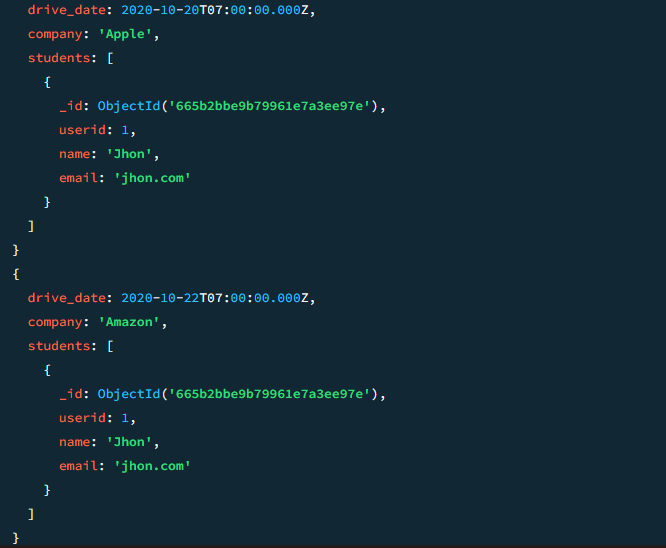 drive_date: 2020-10-20T07:00:00.000Z,
company: 'Apple',
students: [
{
_id: ObjectId('665b2bbe9b79961e7a3ee97e'),
userid: 1,
name: 'Jhon',
email: 'jhon.com'
}
]
}
{
drive_date: 2020-10-22T07:00:00.000Z,
company: 'Amazon',
students: [
{
_id: ObjectId('665b2bbe9b79961e7a3ee97e'),
userid: 1,
name: 'Jhon',
email: 'jhon.com'
}
]
}